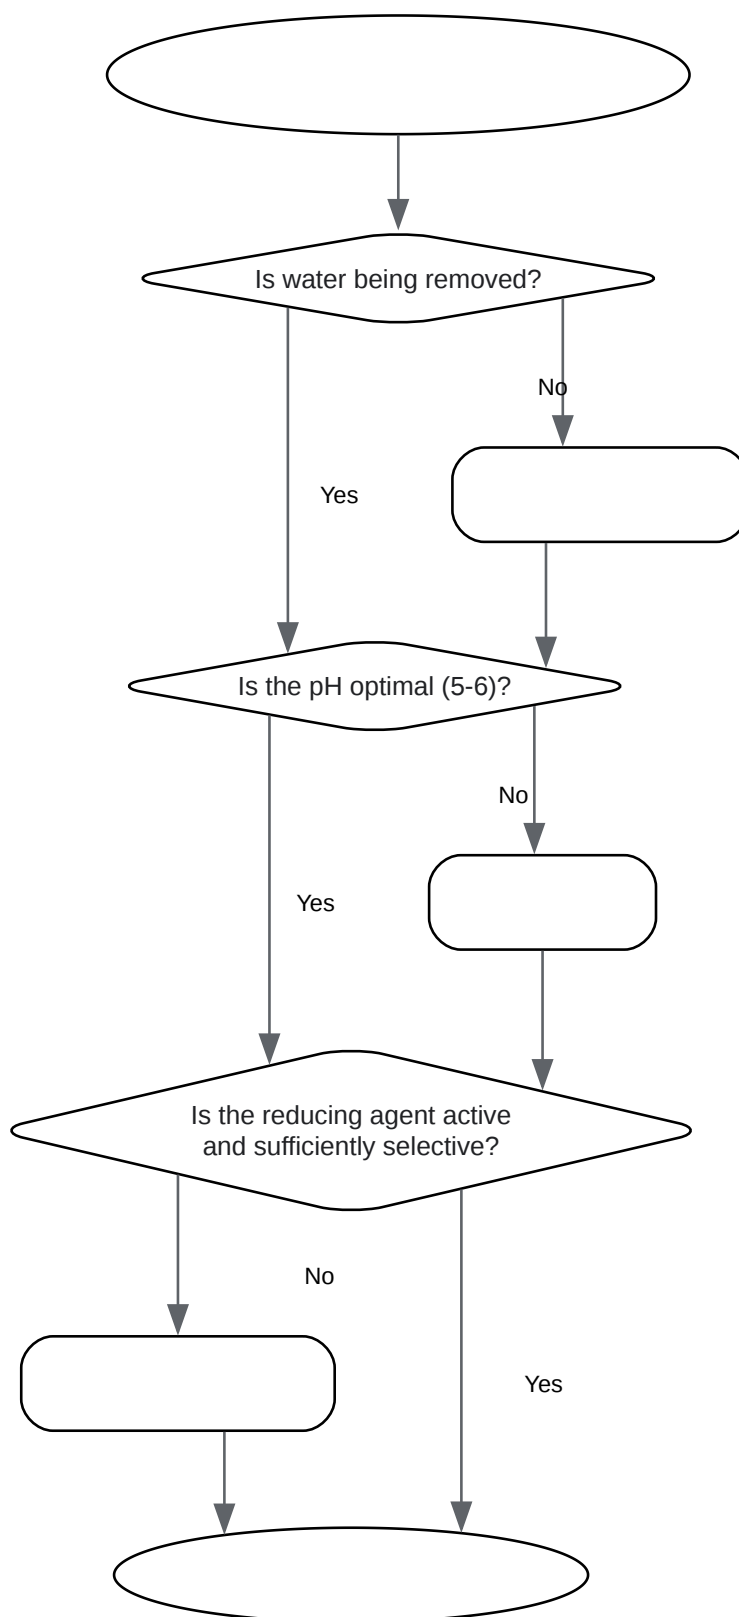 Is water being removed?
No
Yes
Is the pH optimal (5-6)?
No
Yes
Is the reducing agent active
and sufficiently selective?
No
Yes